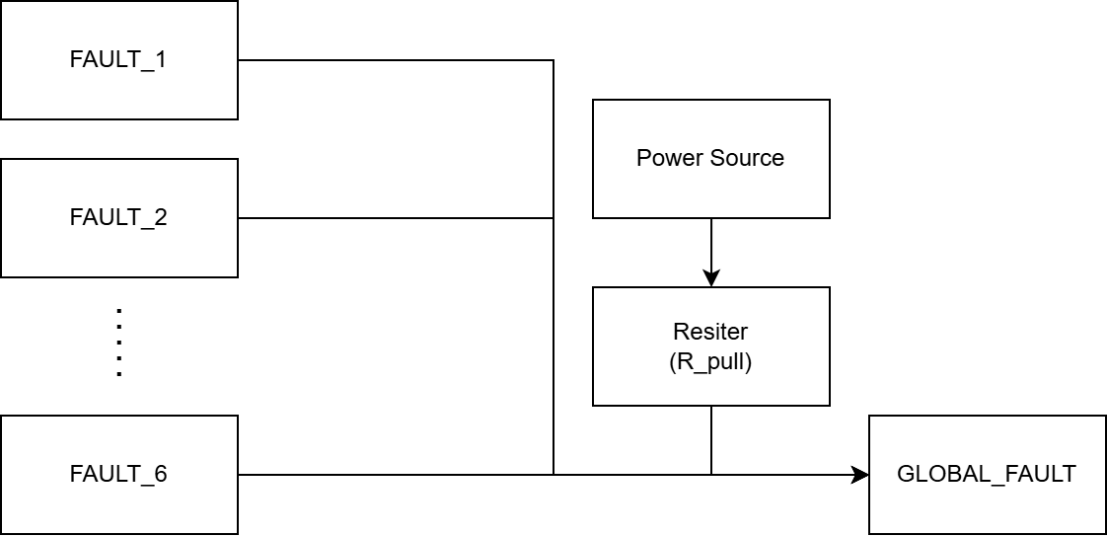 FAULT_1
FAULT_2
Power Source
Resiter
(R_pull)
FAULT_6
GLOBAL_FAULT